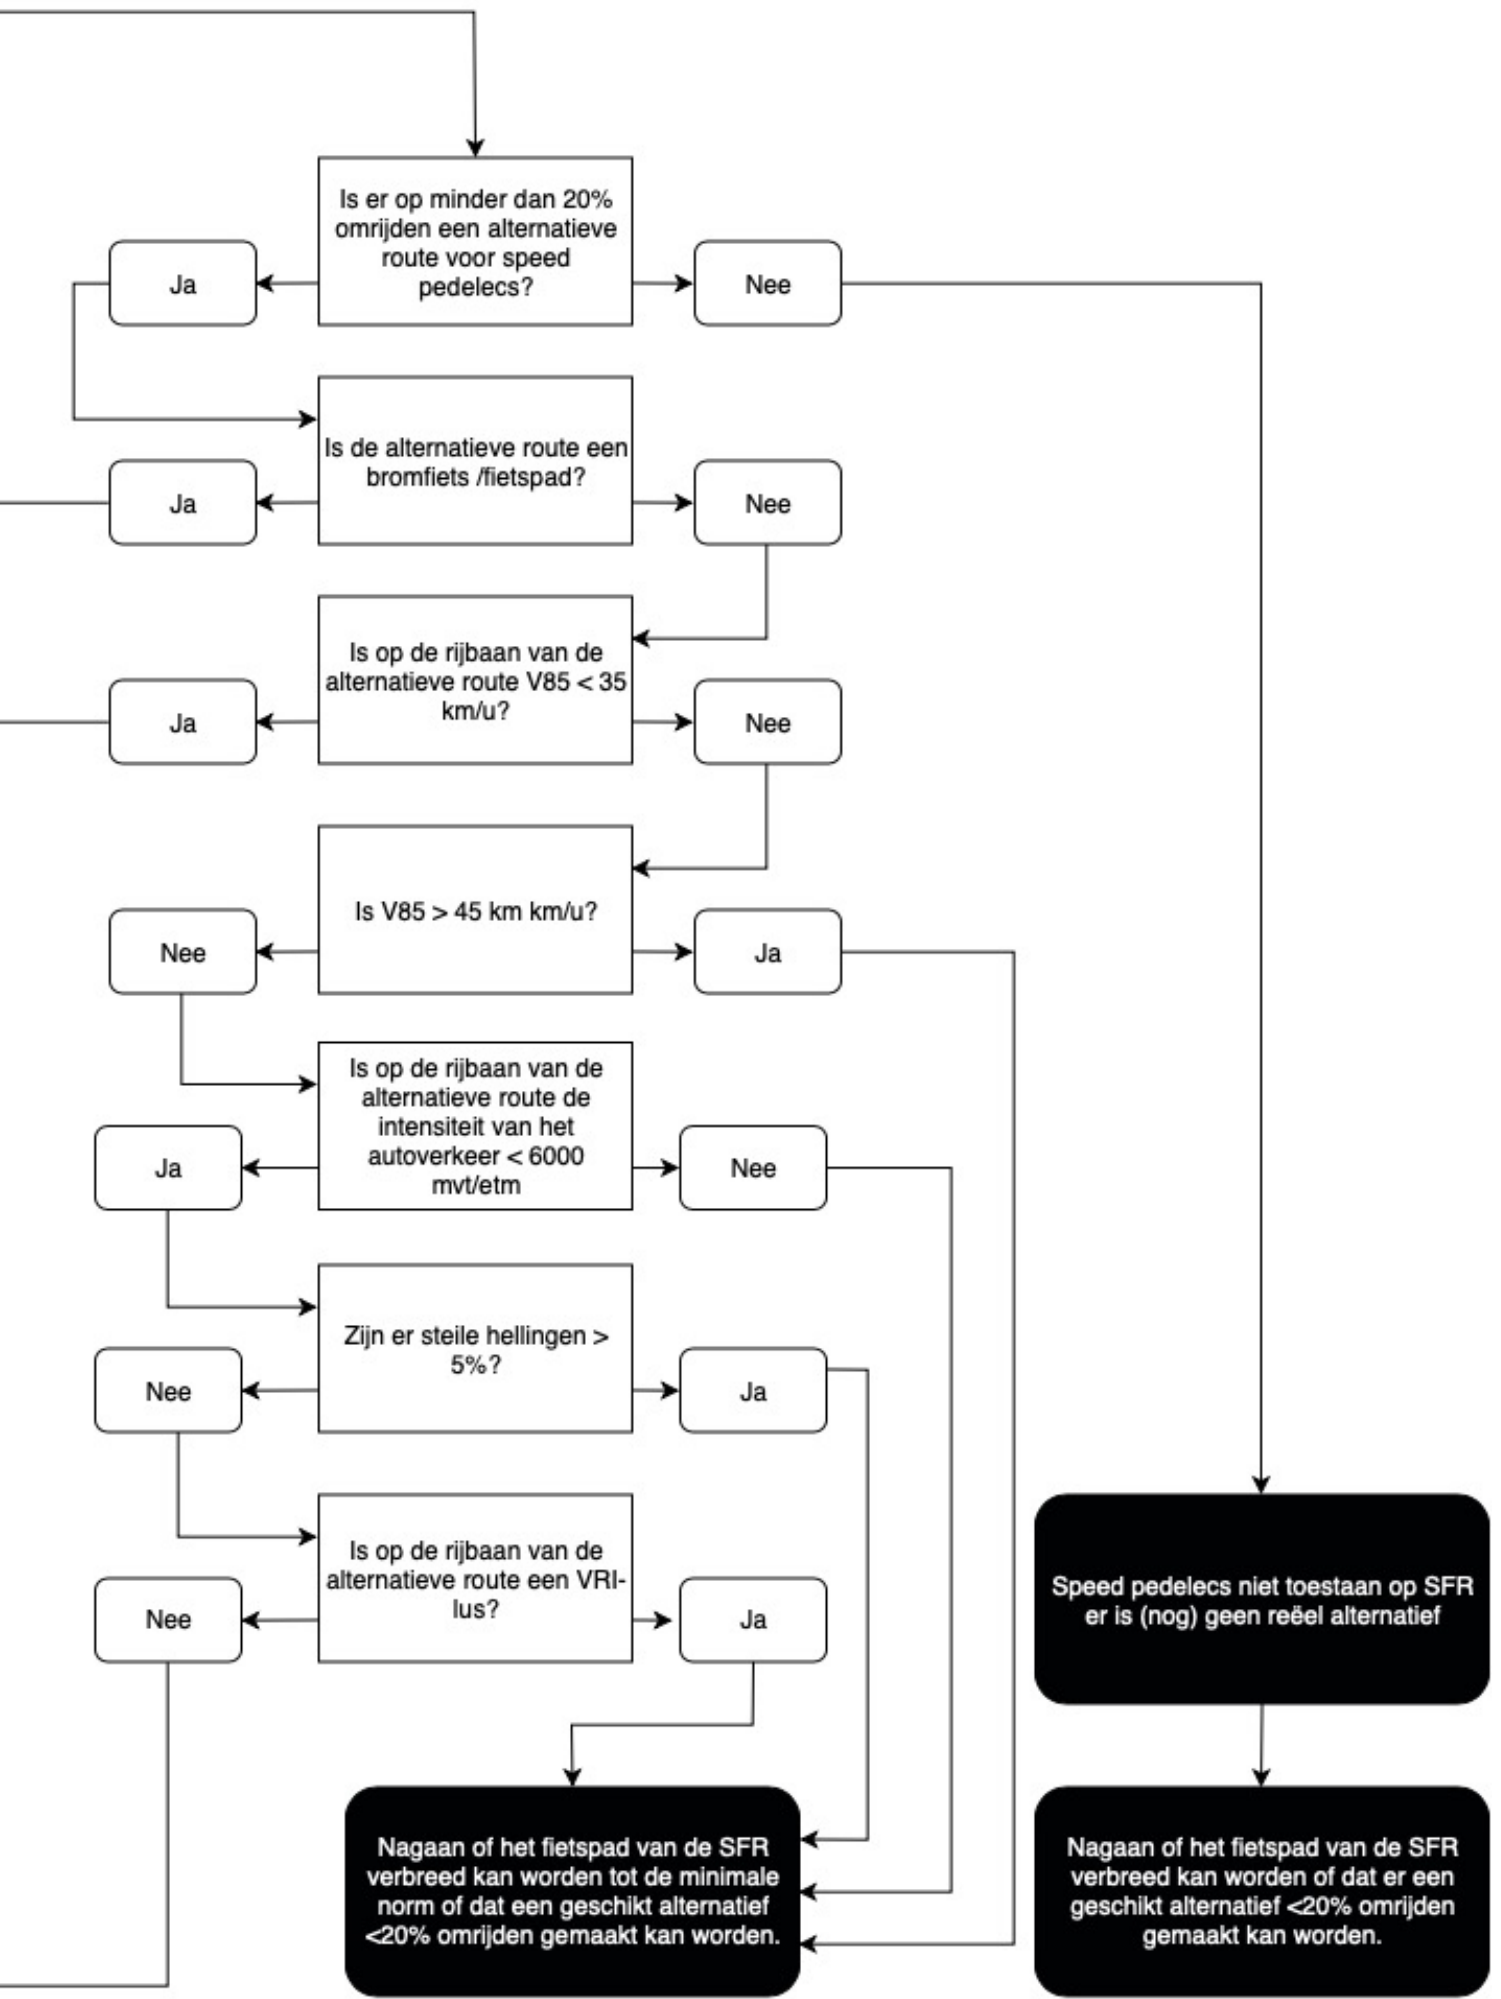 Is er op minder dan 20%
omrijden een alternatieve
route voor speed
pedelecs?
Ja
Nee
Is de alternatieve route een
bromfiets /fietspad?
Ja
Nee
Is op de rijbaan van de
alternatieve route V85 < 35
km/u?
Ja
Nee
Is V85 > 45 km km/u?
Nee
Ja
Is op de rijbaan van de
alternatieve route de
intensiteit van het
autoverkeer < 6000
mvt/etm
Ja
Nee
Zijn er steile hellingen >
5%?
Nee
Ja
Is op de rijbaan van de
alternatieve route een VRI-
lus?
Nee
Ja
Speed pedelecs niet toestaan op SFR
er is (nog) geen reëel alternatief
Nagaan of het fietspad van de SFR
verbreed kan worden tot de minimale
norm of dat een geschikt alternatief
<20% omrijden gemaakt kan worden.
Nagaan of het fietspad van de SFR
verbreed kan worden of dat er een
geschikt alternatief <20% omrijden
gemaakt kan worden.